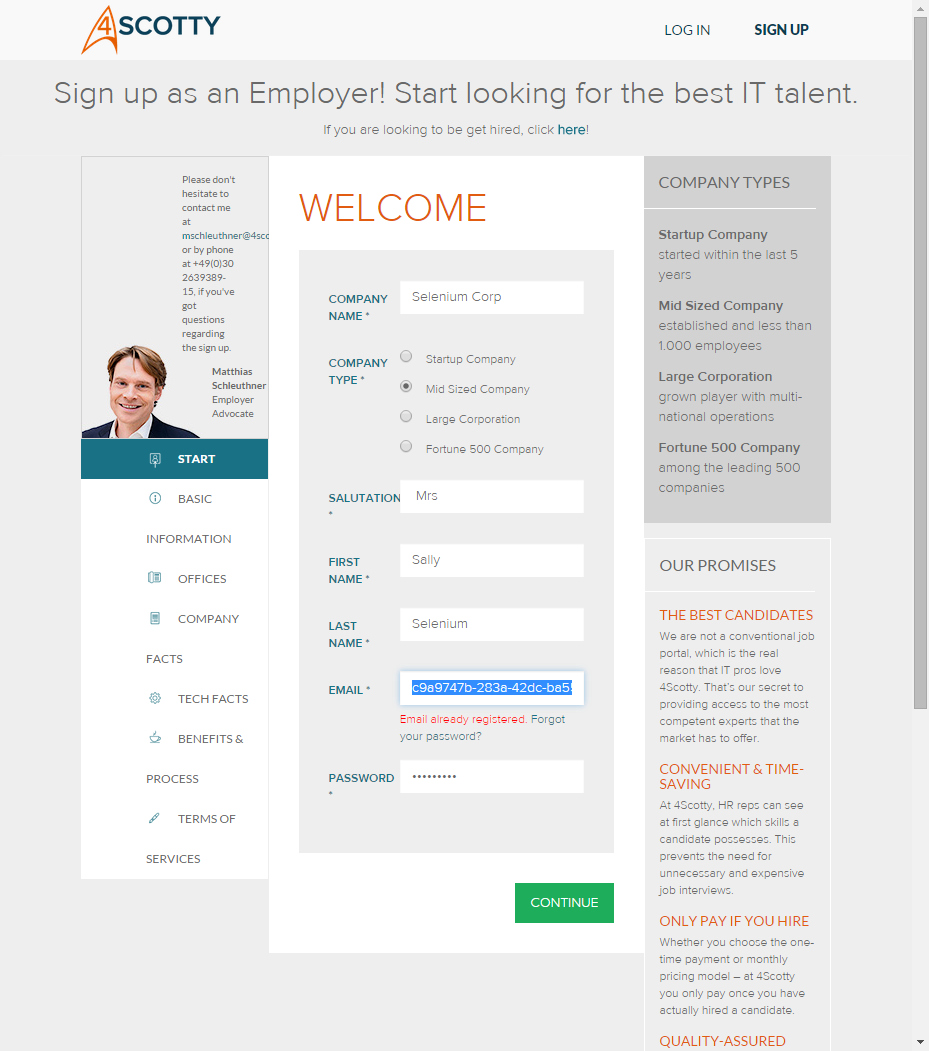 4SCOTTY
LOG IN
SIGN UP
Sign up as an Employer! Start looking for the best IT talent.
If you are looking to be get hired, click here!
Please don't
hesitate to
contact me
at
mschleuthner@4sco
or by phone
at +49(0)30
2639389-
15, if you've
got
questions
regarding
the sign up.
Matthias
Schleuthner
Employer
Advocate
START
BASIC
INFORMATION
OFFICES
COMPANY
FACTS
TECH FACTS
BENEFITS &
PROCESS
TERMS OF
SERVICES
WELCOME
COMPANY
NAME *
Selenium Corp
COMPANY
TYPE *
Startup Company
Mid Sized Company
Large Corporation
Fortune 500 Company
SALUTATION
*
Mrs
FIRST
NAME *
Sally
LAST
NAME *
Selenium
EMAIL *
c9a9747b-283a-42dc-ba5
Email already registered. Forgot
your password?
PASSWORD
*
•••••••••
CONTINUE
COMPANY TYPES
Startup Company
started within the last 5
years
Mid Sized Company
established and less than
1.000 employees
Large Corporation
grown player with multi-
national operations
Fortune 500 Company
among the leading 500
companies
OUR PROMISES
THE BEST CANDIDATES
We are not a conventional job
portal, which is the real
reason that IT pros love
4Scotty. That's our secret to
providing access to the most
competent experts that the
market has to offer.
CONVENIENT & TIME-
SAVING
At 4Scotty, HR reps can see
at first glance which skills a
candidate possesses. This
prevents the need for
unnecessary and expensive
job interviews.
ONLY PAY IF YOU HIRE
Whether you choose the one-
time payment or monthly
pricing model – at 4Scotty
you only pay once you have
actually hired a candidate.
QUALITY-ASSURED